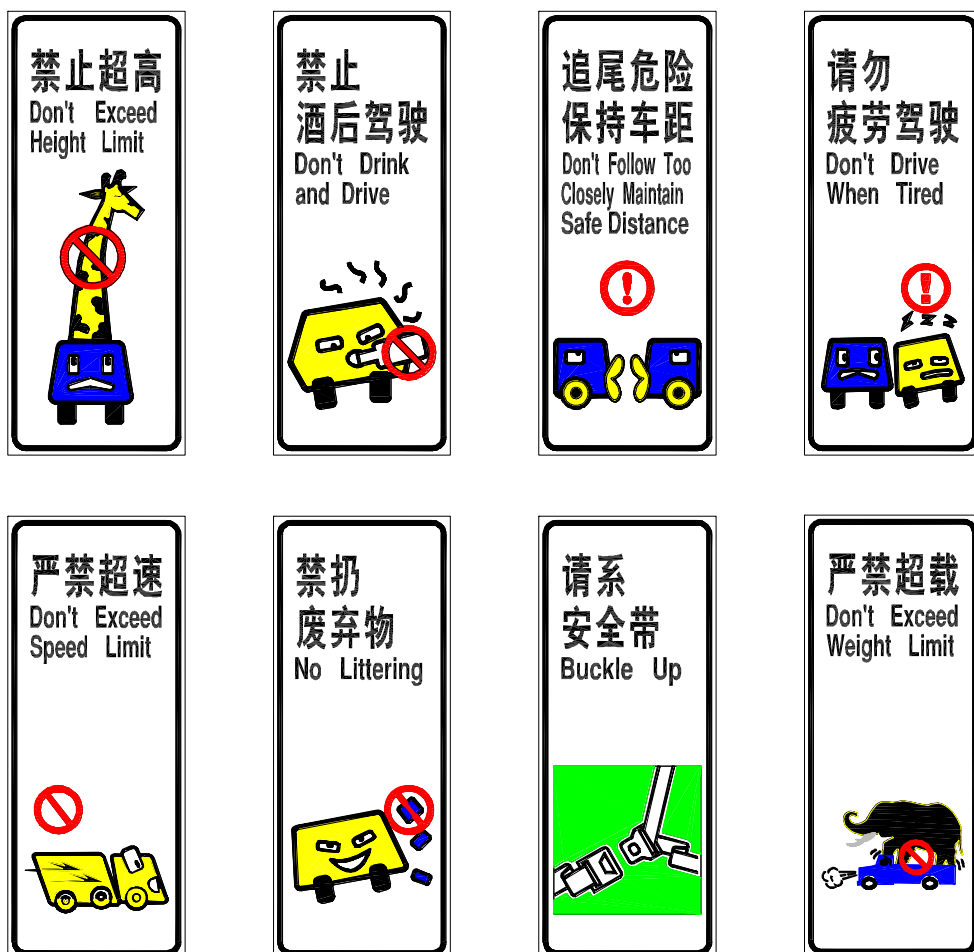 禁止超高
Don't Exceed
Height Limit
禁止
酒后驾驶
Don't Drink
and Drive
追尾危险
保持车距
Don't Follow Too
Closely Maintain
Safe Distance
请勿
疲劳驾驶
Don't Drive
When Tired
严禁超速
Don't Exceed
Speed Limit
禁扔
废弃物
No Littering
请系
安全带
Buckle Up
严禁超载
Don't Exceed
Weight Limit